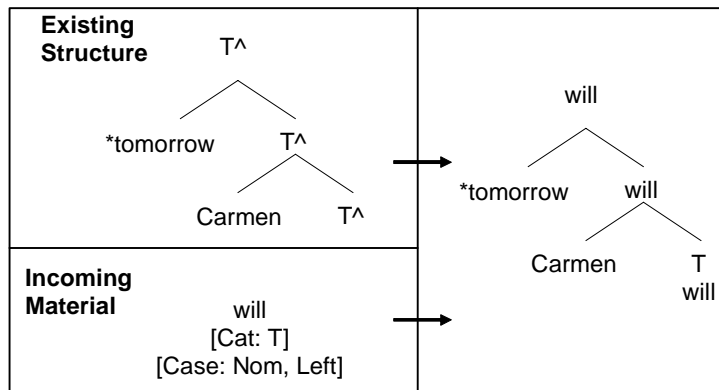 Existing
Structure
T^
*tomorrow
T^
Carmen
T^
Incoming
Material
will
[Cat: T]
[Case: Nom, Left]
will
*tomorrow
will
Carmen
T
will